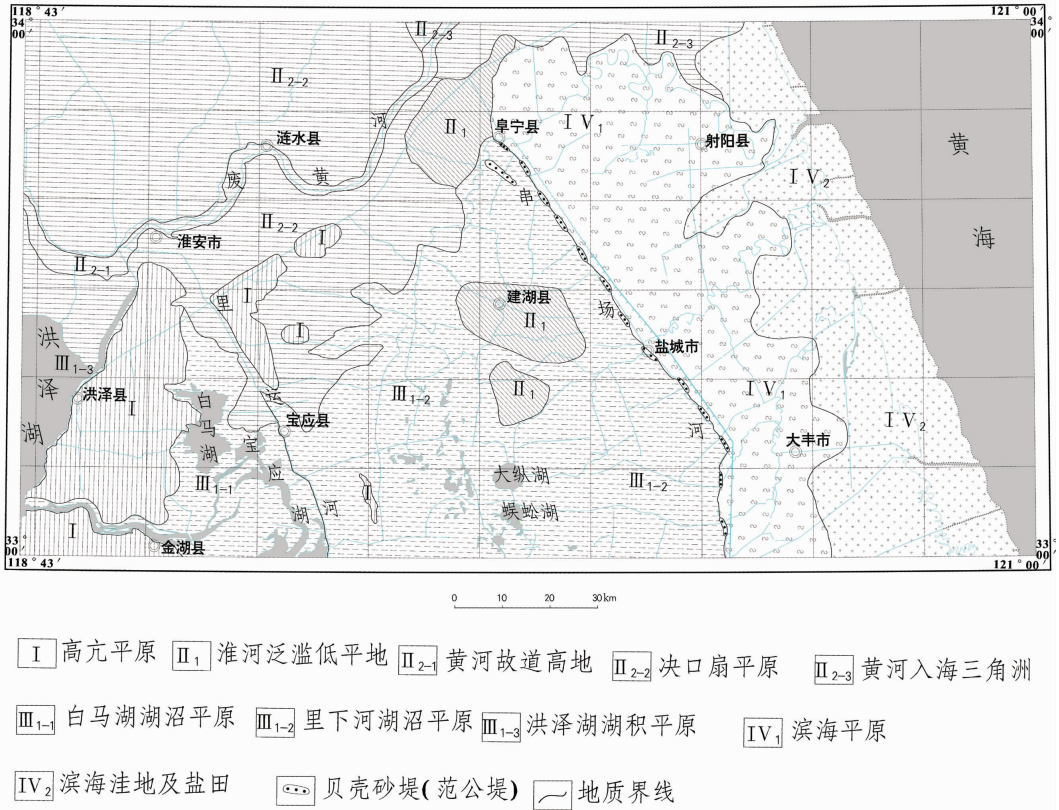 118°43′
121°00′
34°00′
34°00′
Ⅱ2-3
Ⅱ2-3
Ⅱ2-2
涟水县
河
Ⅱ1
阜宁县
Ⅳ1
射阳县
黄
废
黄
Ⅳ2
串
淮安市
Ⅱ2-2
Ⅰ
海
Ⅱ2-1
里
Ⅰ
建湖县
场
洪
Ⅱ1
Ⅰ
盐城市
Ⅲ1-3
泽
洪泽县
Ⅰ
白
运
Ⅲ1-2
Ⅱ1
Ⅳ1
湖
马
宝应县
河
Ⅳ2
湖
宝
大丰市
Ⅲ1-1
应
大纵湖
Ⅲ1-2
Ⅰ
湖
河
蜈蚣湖
Ⅰ
金湖县
33°00′
33°00′
118°43′
121°00′
0 10 20 30km
Ⅰ 高亢平原 Ⅱ1 淮河泛滥低平地 Ⅱ2-1 黄河故道高地 Ⅱ2-2 决口扇平原 Ⅱ2-3 黄河入海三角洲
Ⅲ1-1 白马湖湖沼平原 Ⅲ1-2 里下河湖沼平原 Ⅲ1-3 洪泽湖湖积平原 Ⅳ1 滨海平原
Ⅳ2 滨海洼地及盐田 贝壳砂堤(范公堤) 地质界线